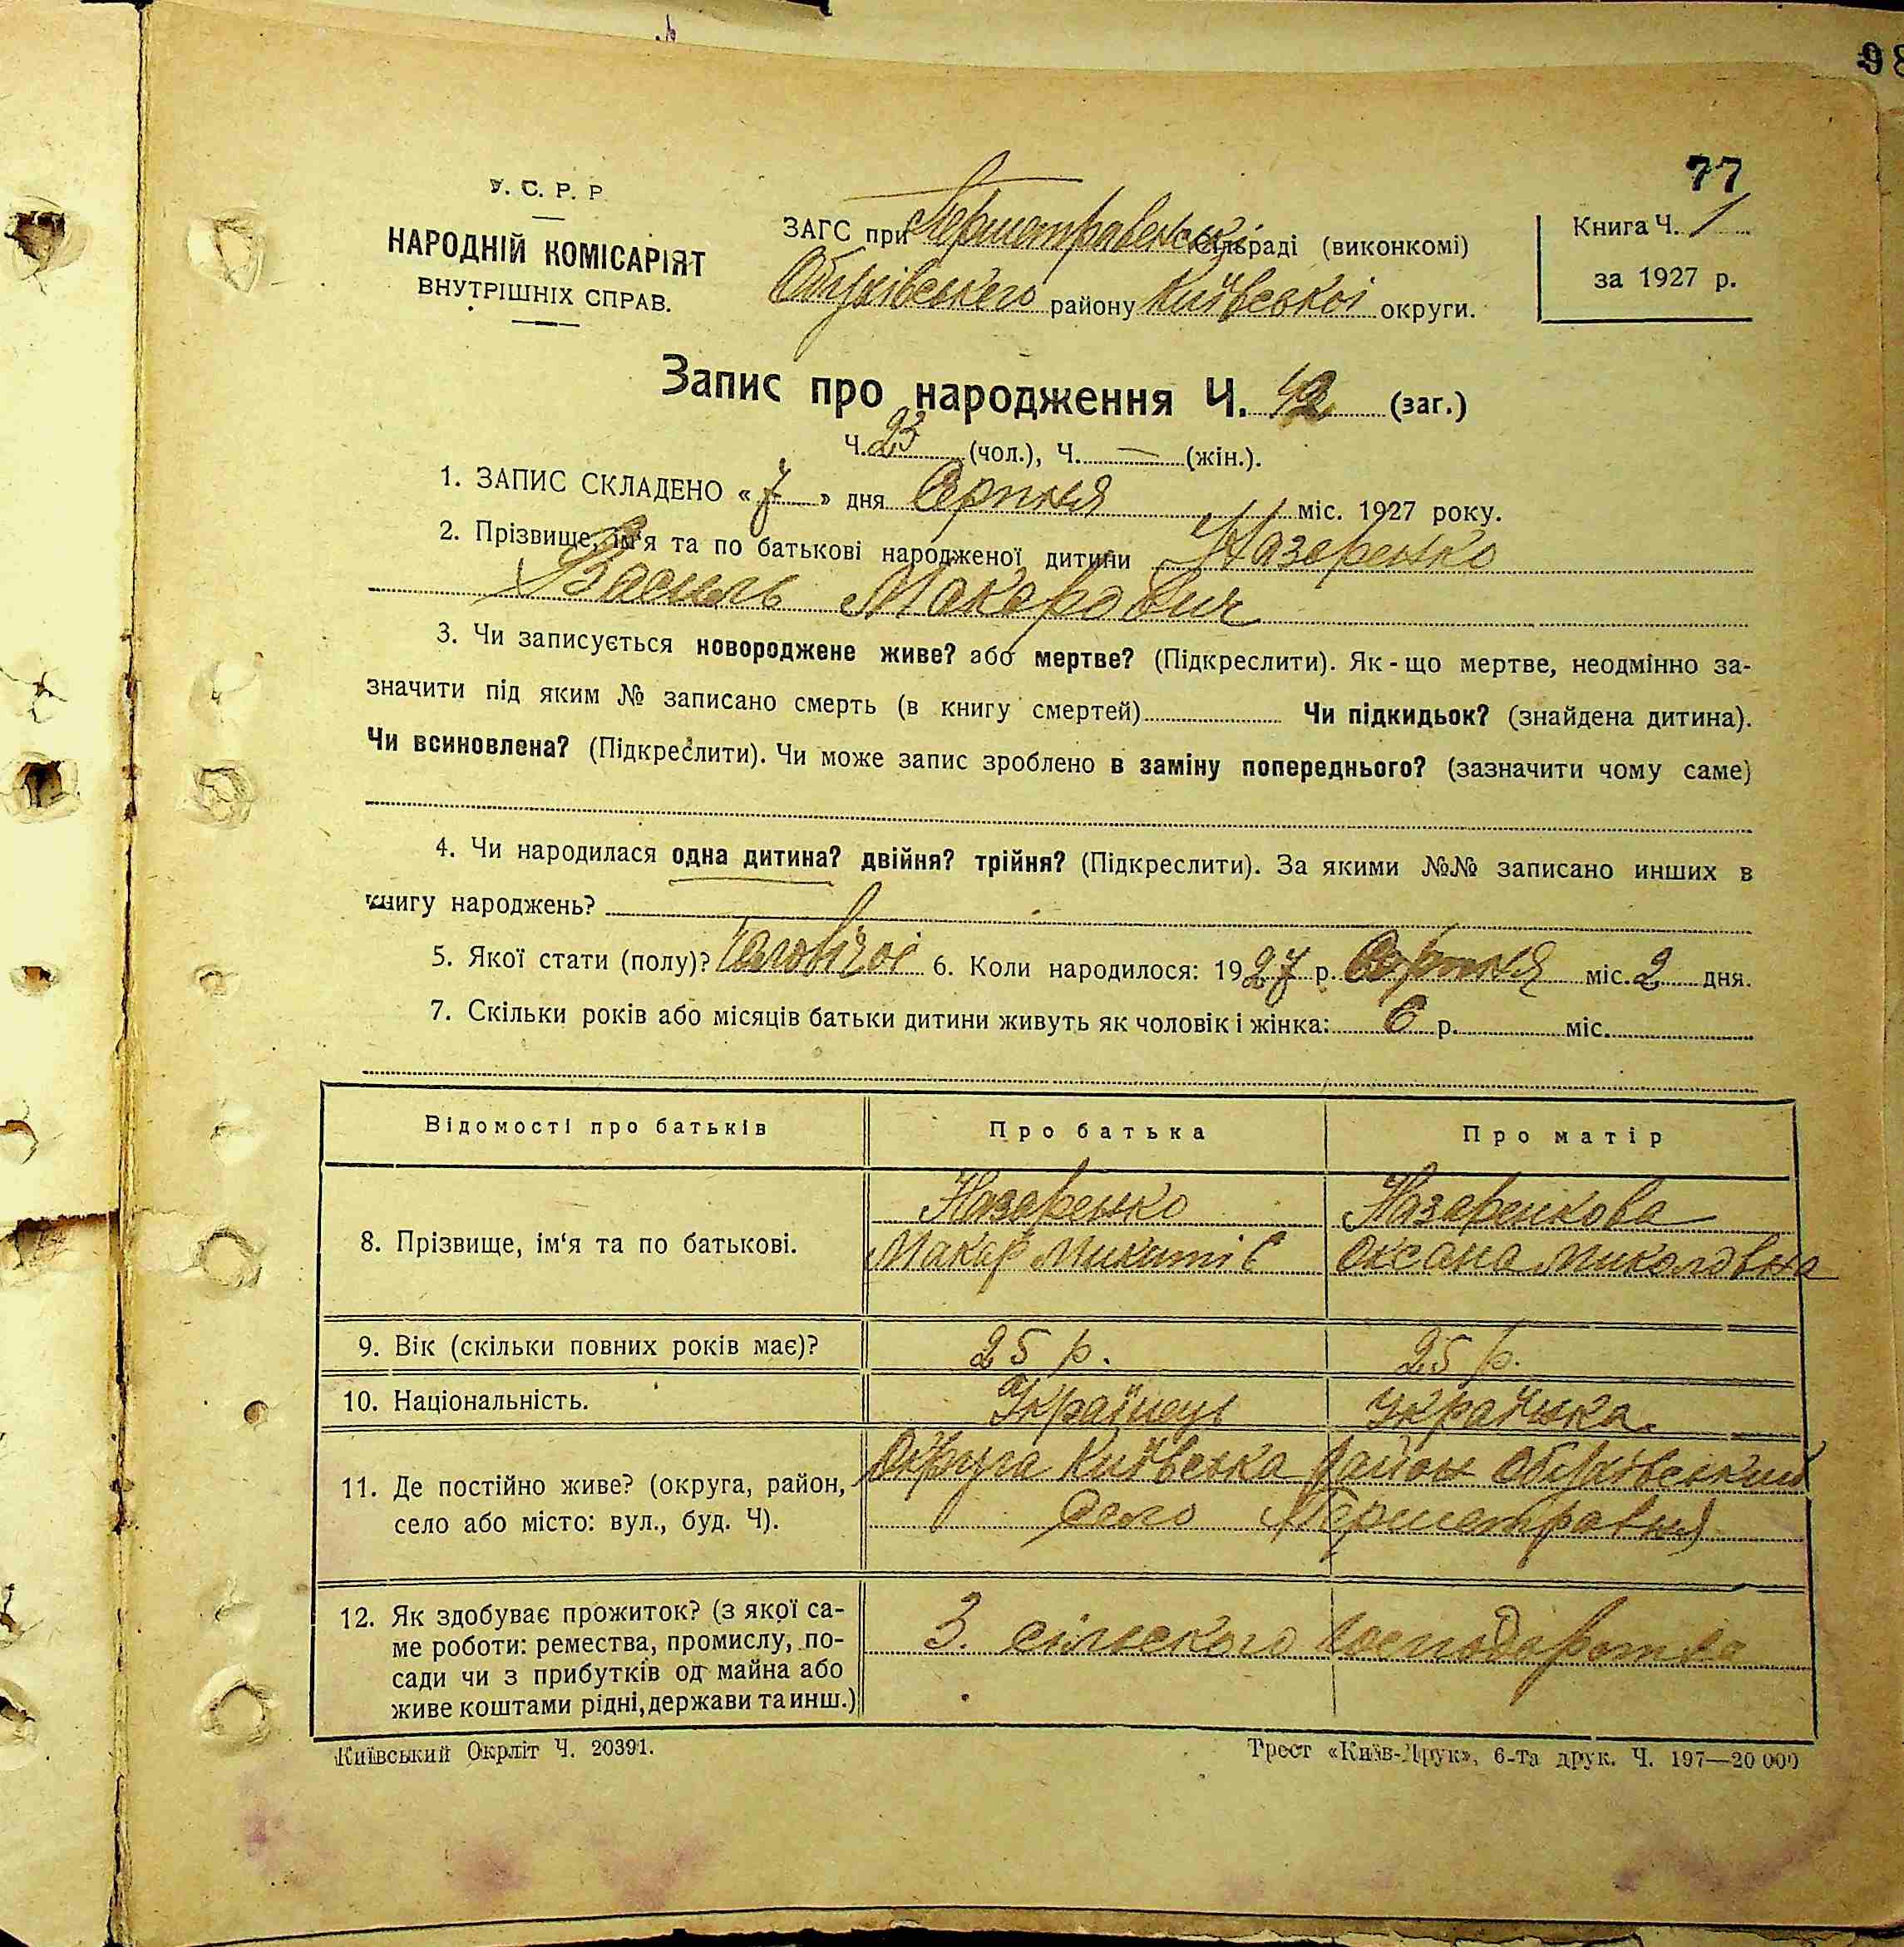 98
77
У. С. Р. Р
НАРОДНІЙ КОМІСАРІЯТ
ВНУТРІШНІХ СПРАВ.
ЗАГС при Першетравенській сільраді (виконкомі)
Обухівського району Київської округи.
Книга Ч. 1
за 1927 р.
Запис про народження Ч. 42 (заг.)
Ч. 23 (чол.), Ч. — (жін.).
1. ЗАПИС СКЛАДЕНО « 7 » дня Серпня міс. 1927 року.
2. Прізвище, ім'я та по батькові народженої дитини Назаренко
Василь Макарович
3. Чи записується новороджене живе? або мертве? (Підкреслити). Як-що мертве, неодмінно за-
значити під яким № записано смерть (в книгу смертей) Чи підкидьок? (знайдена дитина).
Чи всиновлена? (Підкреслити). Чи може запис зроблено в заміну попереднього? (зазначити чому саме)
4. Чи народилася одна дитина? двійня? трійня? (Підкреслити). За якими №№ записано инших в
книгу народжень?
5. Якої стати (полу)? Чоловічої 6. Коли народилося: 1927 р. Серпня міс. 2 дня.
7. Скільки років або місяців батьки дитини живуть як чоловік і жінка: 6 р. міс.
Відомості про батьків Про батька Про матір
8. Прізвище, ім'я та по батькові.
Назаренко Назаренкова
Макар Микитів Оксана Миколовна
9. Вік (скільки повних років має)? 25 р. 25 р.
10. Національність. Українець Українка
11. Де постійно живе? (округа, район, Округа Київська район Обухівський
село або місто: вул., буд. Ч). село Першетравня
12. Як здобуває прожиток? (з якої са- З. сільского господарства
ме роботи: ремества, промислу, по-
сади чи з прибутків од майна або
живе коштами рідні, держави та инш.)
Київський Окрліт Ч. 20391.
Трест «Київ-Друк», 6-та друк. Ч. 197—20 000